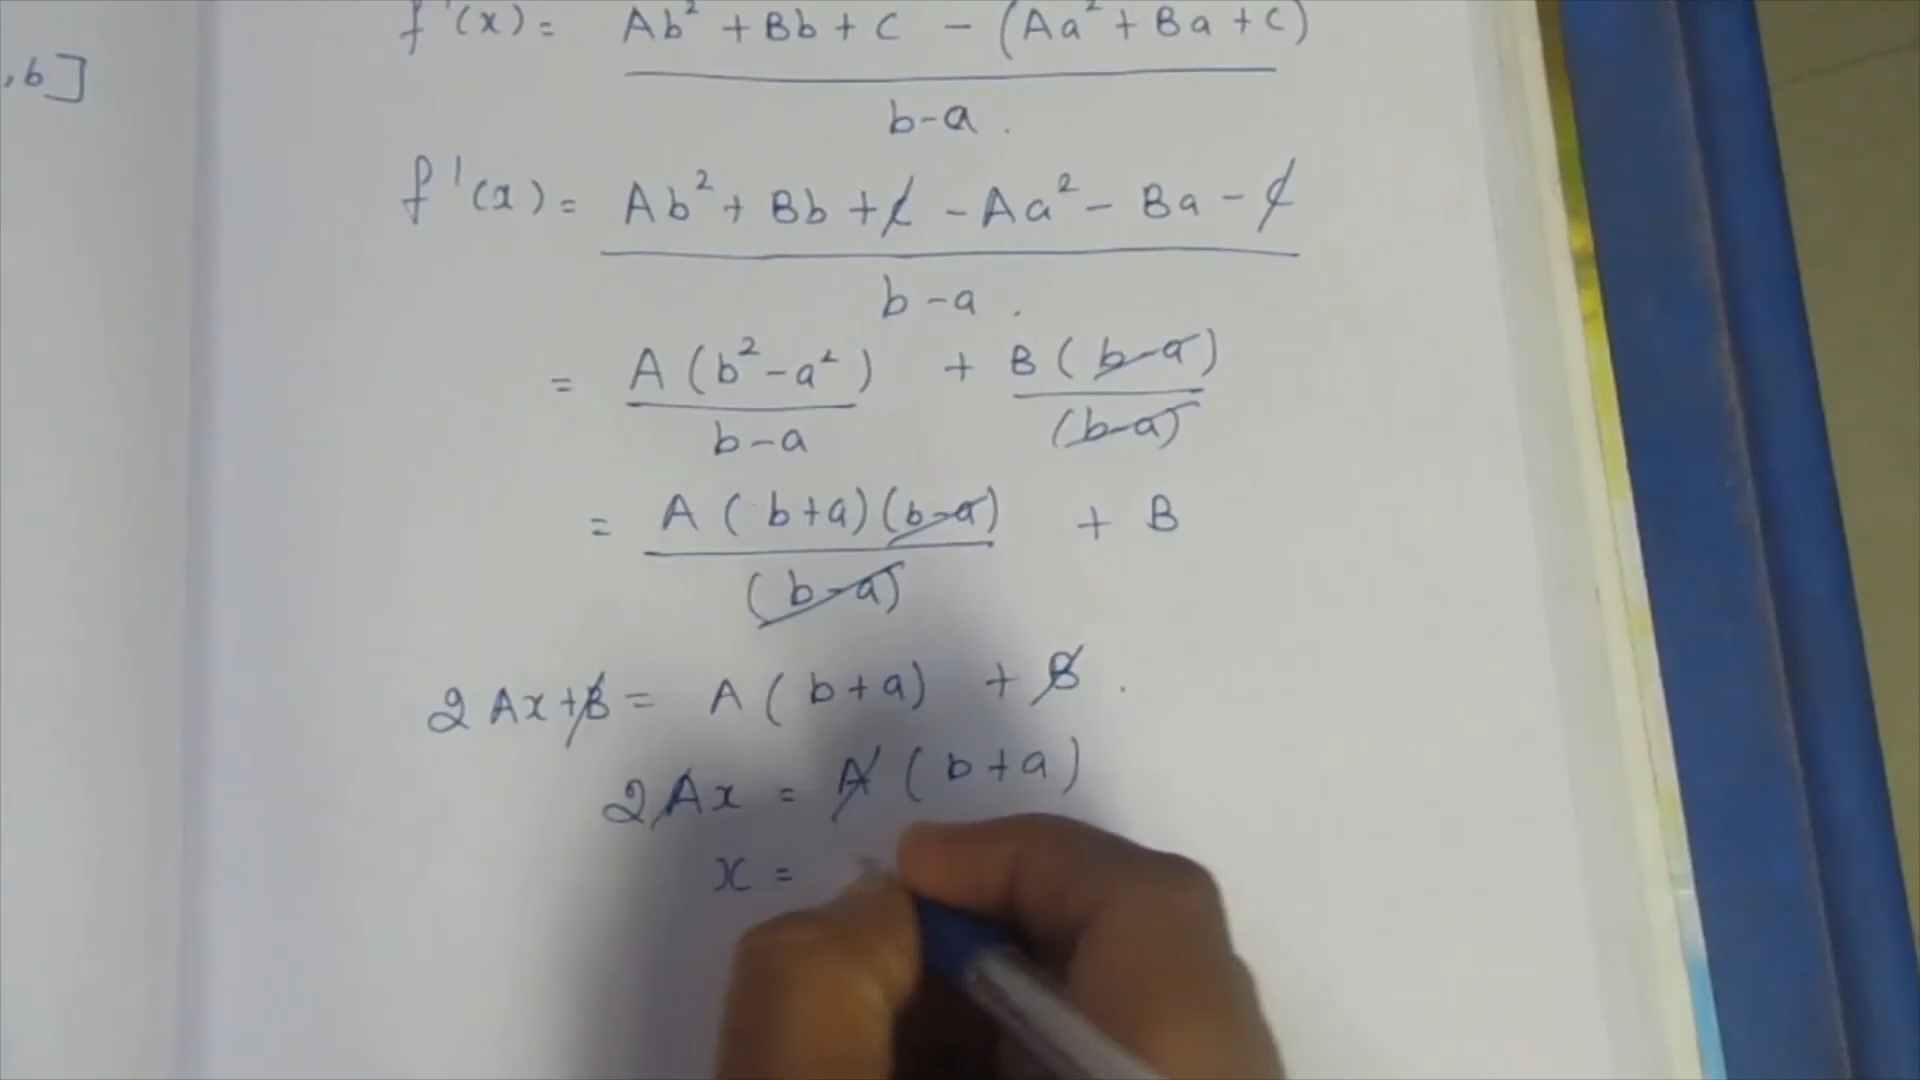 ,b]
f'(x) = Ab² + Bb + C - (Aa² + Ba + C)
b-a .
f'(x) = Ab² + Bb + C - Aa² - Ba - C
b-a .
= A(b²-a²) + B(b-a)
b-a (b-a)
= A(b+a)(b-a) + B
(b-a)
2Ax+B = A(b+a) + B .
2Ax = A(b+a)
x =